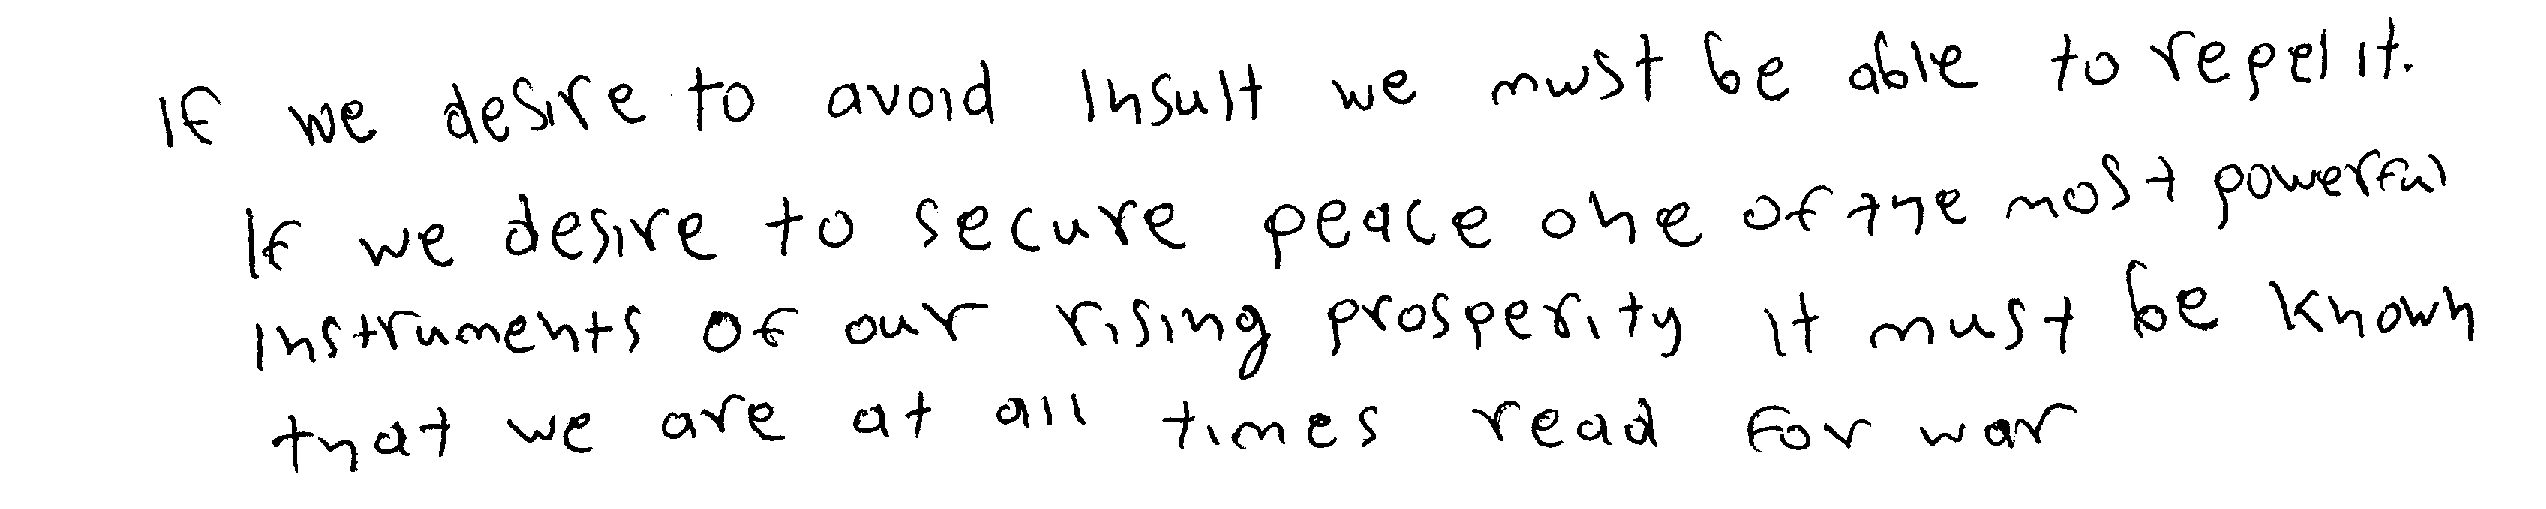 If we desire to avoid insult we must be able to repel it.
If we desire to secure peace one of the most powerful
instruments of our rising prosperity it must be known
that we are at all times read for war